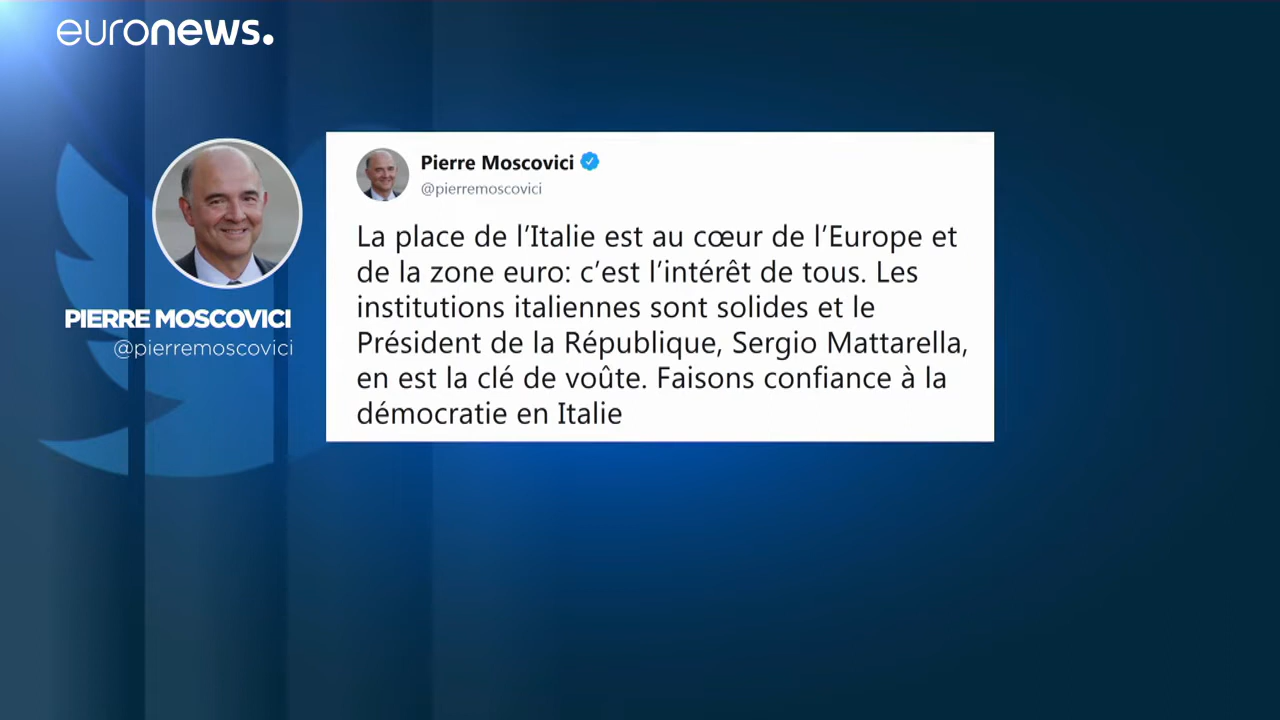 euronews.
PIERRE MOSCOVICI
@pierremoscovici
Pierre Moscovici
@pierremoscovici
La place de l’Italie est au cœur de l’Europe et
de la zone euro: c’est l’intérêt de tous. Les
institutions italiennes sont solides et le
Président de la République, Sergio Mattarella,
en est la clé de voûte. Faisons confiance à la
démocratie en Italie